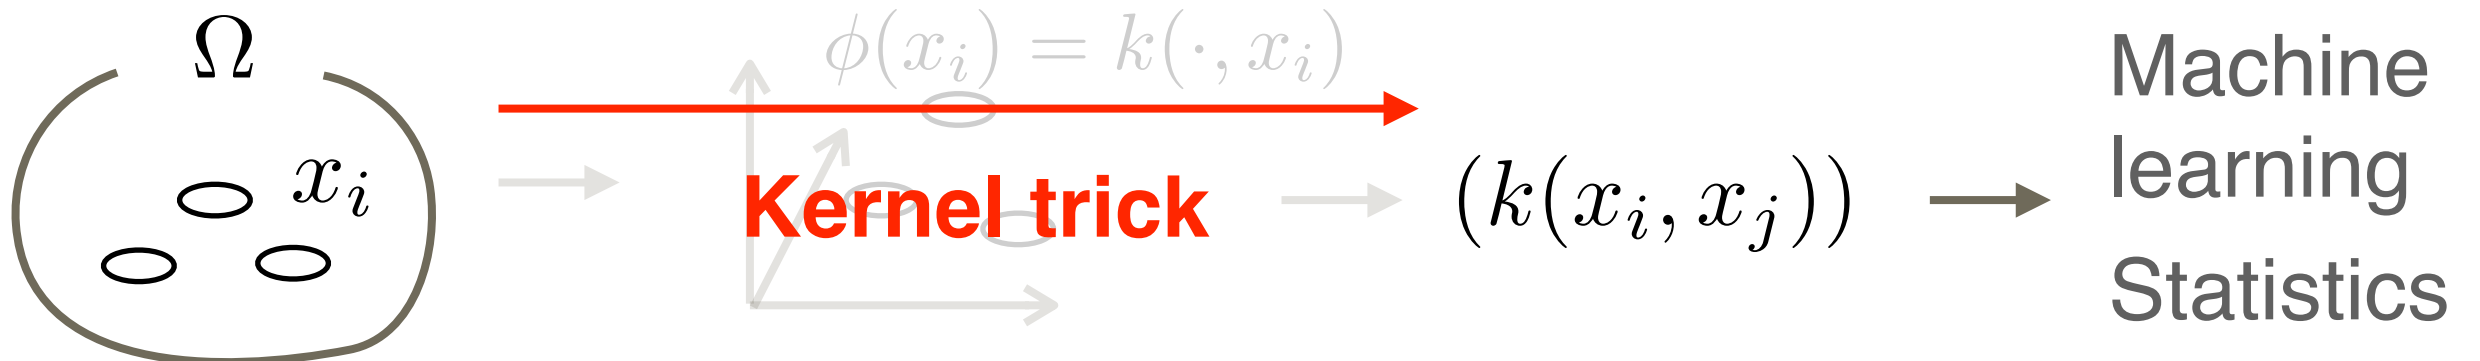 Ω
x_i
ϕ(x_i) = k(·, x_i)
Kernel trick
(k(x_i, x_j))
Machine
learning
Statistics